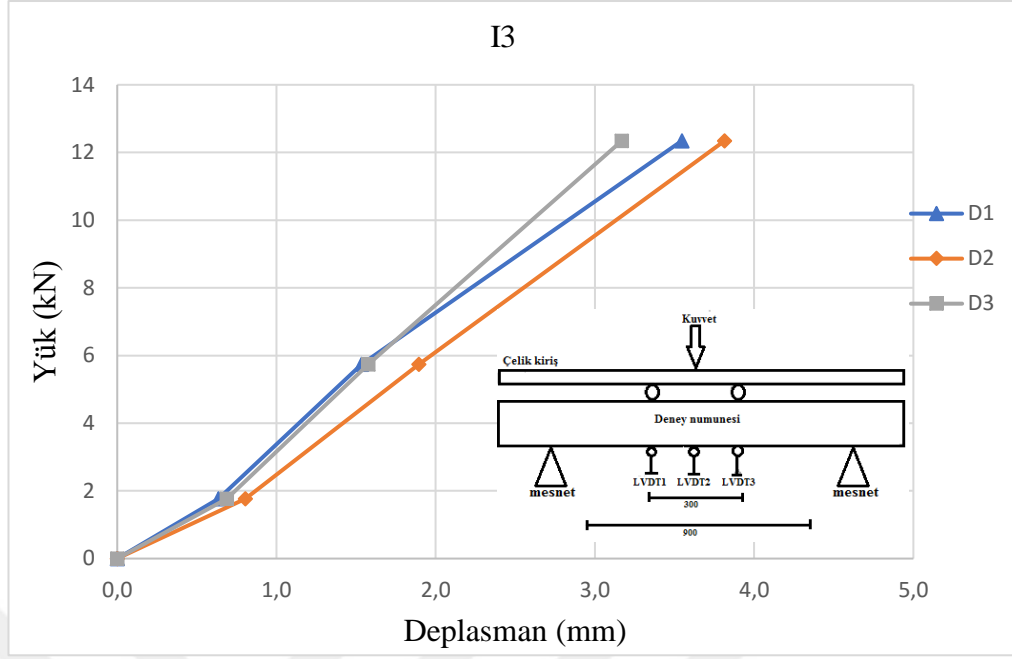 I3
Yük (kN)
14
12
10
8
6
4
2
0
0,0 1,0 2,0 3,0 4,0 5,0
Deplasman (mm)
D1
D2
D3
Kuvvet
Çelik kiriş
Deney numunesi
LVDT1 LVDT2 LVDT3
mesnet mesnet
300
900